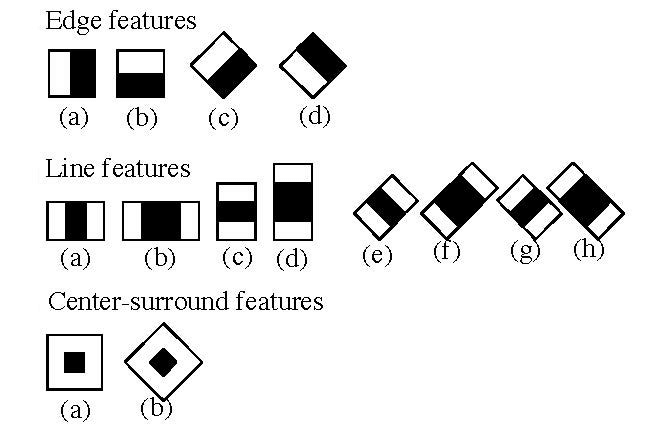 Edge features
(a) (b) (c) (d)
Line features
(a) (b) (c) (d) (e) (f) (g) (h)
Center-surround features
(a) (b)